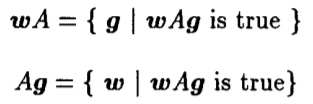 wA = { g | wAg is true }
Ag = { w | wAg is true}